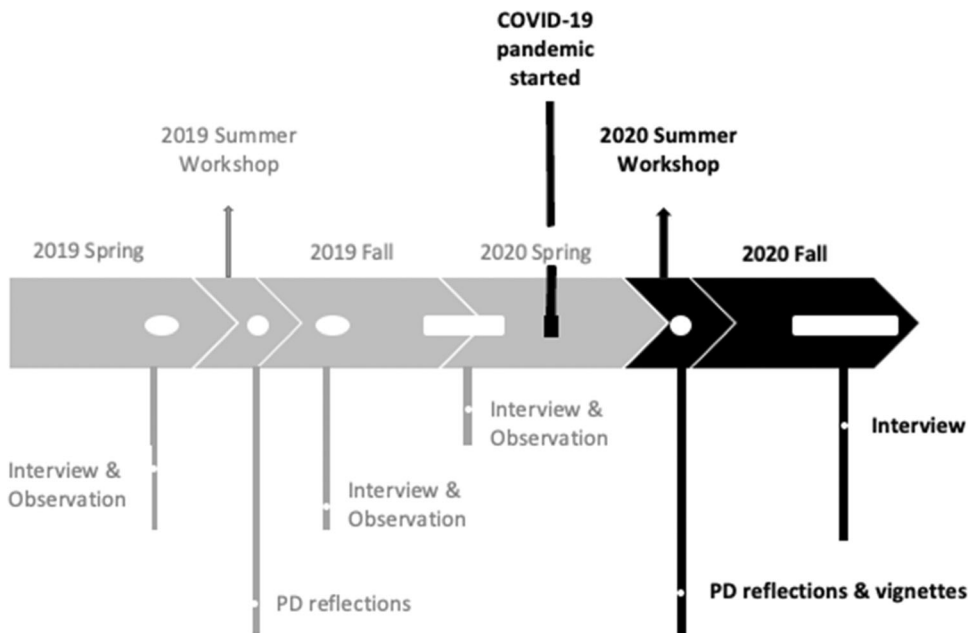 COVID-19
pandemic
started
2019 Summer
Workshop
2020 Summer
Workshop
2019 Spring
2019 Fall
2020 Spring
2020 Fall
Interview &
Observation
Interview
Interview &
Observation
Interview &
Observation
PD reflections
PD reflections & vignettes